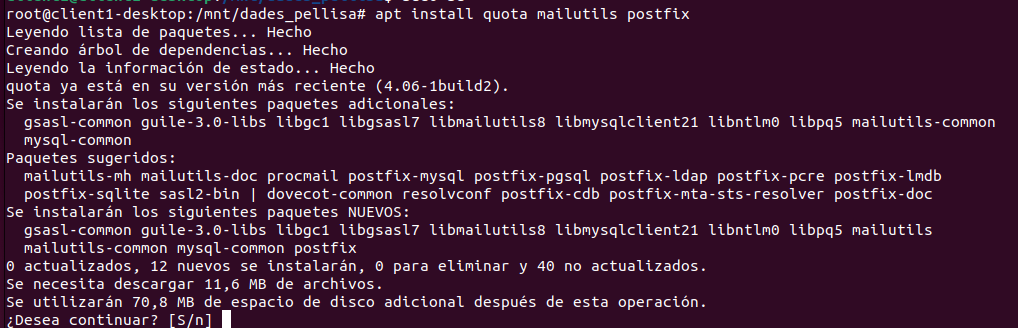 root@client1-desktop:/mnt/dades_pellisa# apt install quota mailutils postfix
Leyendo lista de paquetes... Hecho
Creando árbol de dependencias... Hecho
Leyendo la información de estado... Hecho
quota ya está en su versión más reciente (4.06-1build2).
Se instalarán los siguientes paquetes adicionales:
  gsasl-common guile-3.0-libs libgc1 libgsasl7 libmailutils8 libmysqlclient21 libntlm0 libpq5 mailutils-common
  mysql-common
Paquetes sugeridos:
  mailutils-mh mailutils-doc procmail postfix-mysql postfix-pgsql postfix-ldap postfix-pcre postfix-lmdb
  postfix-sqlite sasl2-bin | dovecot-common resolvconf postfix-cdb postfix-mta-sts-resolver postfix-doc
Se instalarán los siguientes paquetes NUEVOS:
  gsasl-common guile-3.0-libs libgc1 libgsasl7 libmailutils8 libmysqlclient21 libntlm0 libpq5 mailutils
  mailutils-common mysql-common postfix
0 actualizados, 12 nuevos se instalarán, 0 para eliminar y 40 no actualizados.
Se necesita descargar 11,6 MB de archivos.
Se utilizarán 70,8 MB de espacio de disco adicional después de esta operación.
¿Desea continuar? [S/n]